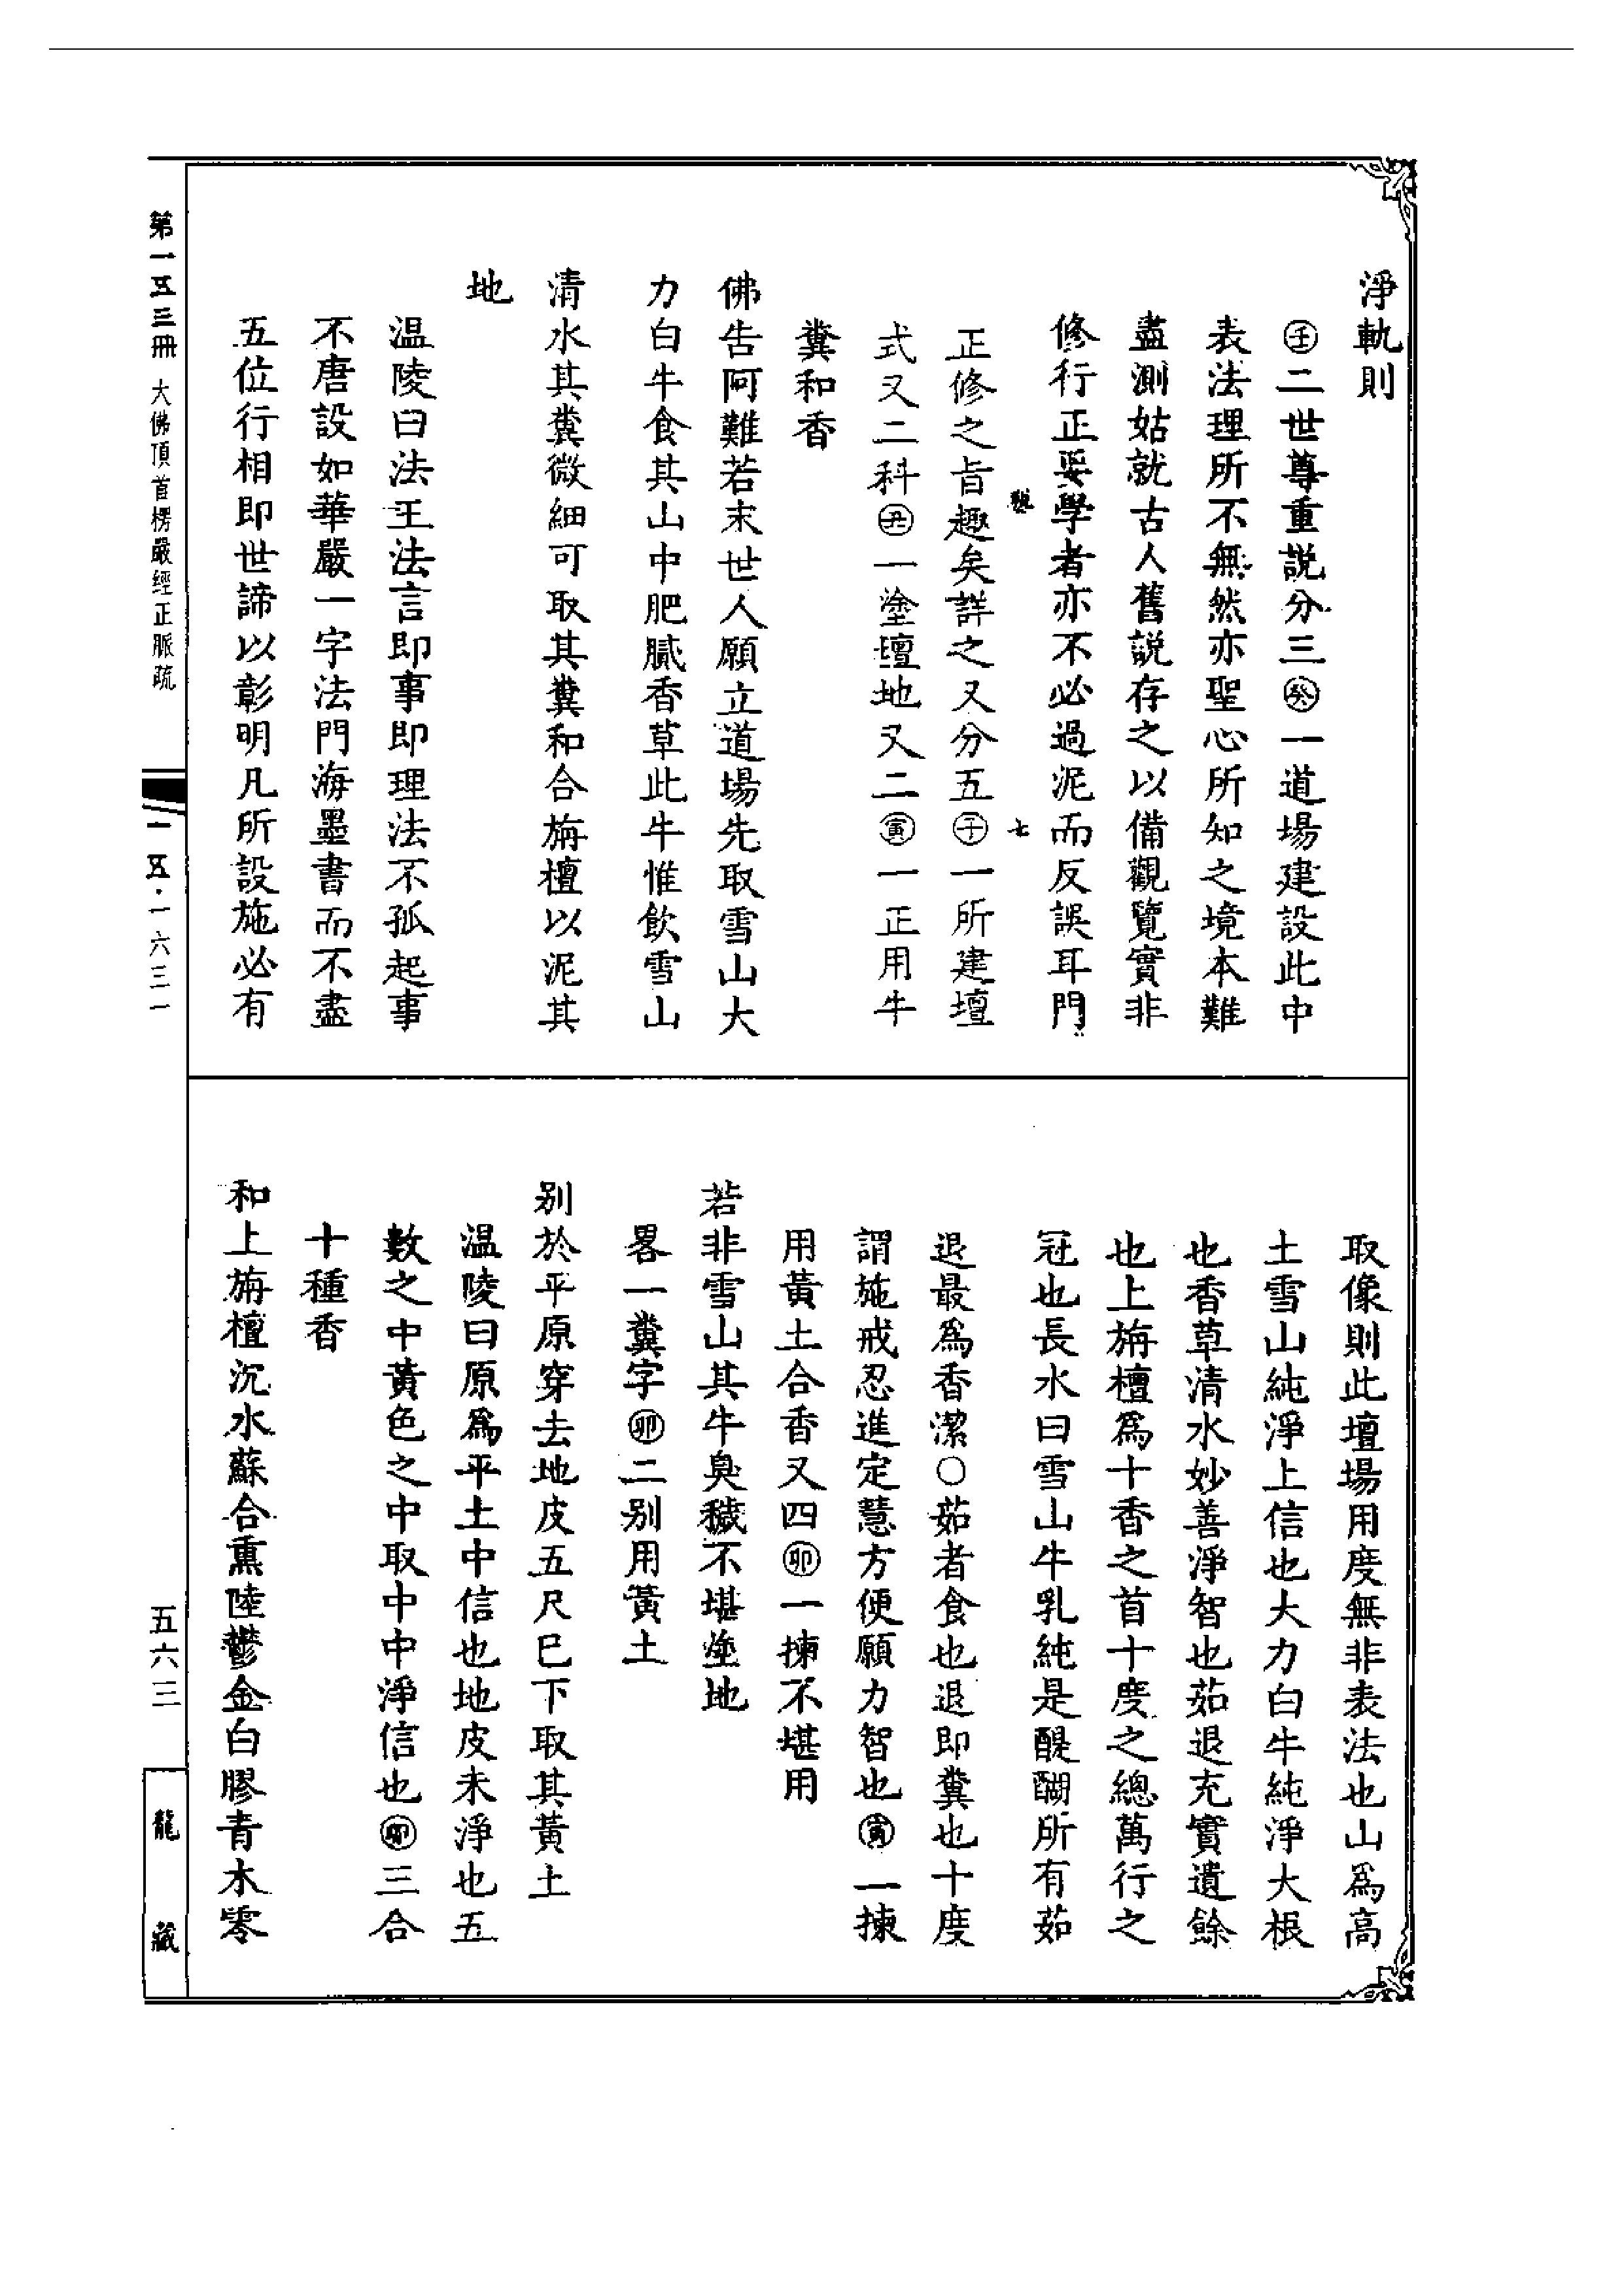 淨軌則
㊛二世尊重說分三㊛一道場建設此中
表法理所不無然亦聖心所知之境本難
盡測姑就古人舊說存之以備觀覽實非
修行正要學者亦不必過泥而反誤耳門
七
正修之旨趣矣詳之又分五㊛一所建壇
式又二科㊛一塗壇地又二㊛一正用牛
糞和香
佛告阿難若末世人願立道場先取雪山大
力白牛食其山中肥膩香草此牛惟飲雪山
清水其糞微細可取其糞和合旃檀以泥其
地
温陵曰法王法言即事即理法不孤起事
不唐設如華嚴一字法門海墨書而不盡
五位行相即世諦以彰明凡所設施必有
取像則此壇場用度無非表法也山為高
土雪山純淨上信也大力白牛純淨大根
也香草清水妙善淨智也茹退充實遺餘
也上旃檀為十香之首十度之總萬行之
冠也長水曰雪山牛乳純是醍醐所有茹
退最為香潔○茹者食也退即糞也十度
謂施戒忍進定慧方便願力智也㊛一揀
用黃土合香又四㊛一揀不堪用
若非雪山其牛臭穢不堪塗地
畧一糞字㊛二别用黃土
别於平原穿去地皮五尺巳下取其黃土
温陵曰原為平土中信也地皮未淨也五
數之中黃色之中中取中中淨信也㊛三合
十種香
和上旃檀沉水蘇合熏陸鬱金白膠青木零
第一五三冊 大佛頂首楞嚴經正脈疏
一五·一六三一
五六三
龍藏